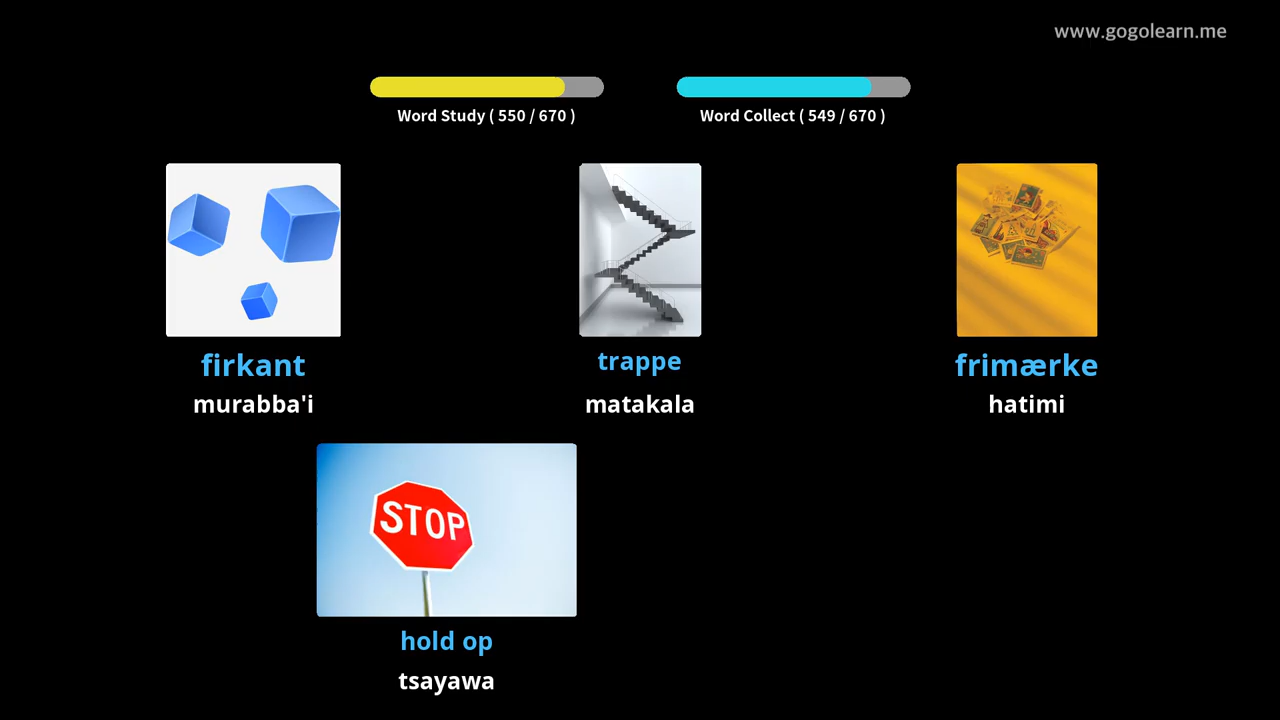 www.gogolearn.me
Word Study ( 550 / 670 )
Word Collect ( 549 / 670 )
firkant
murabba'i
trappe
matakala
frimærke
hatimi
STOP
hold op
tsayawa